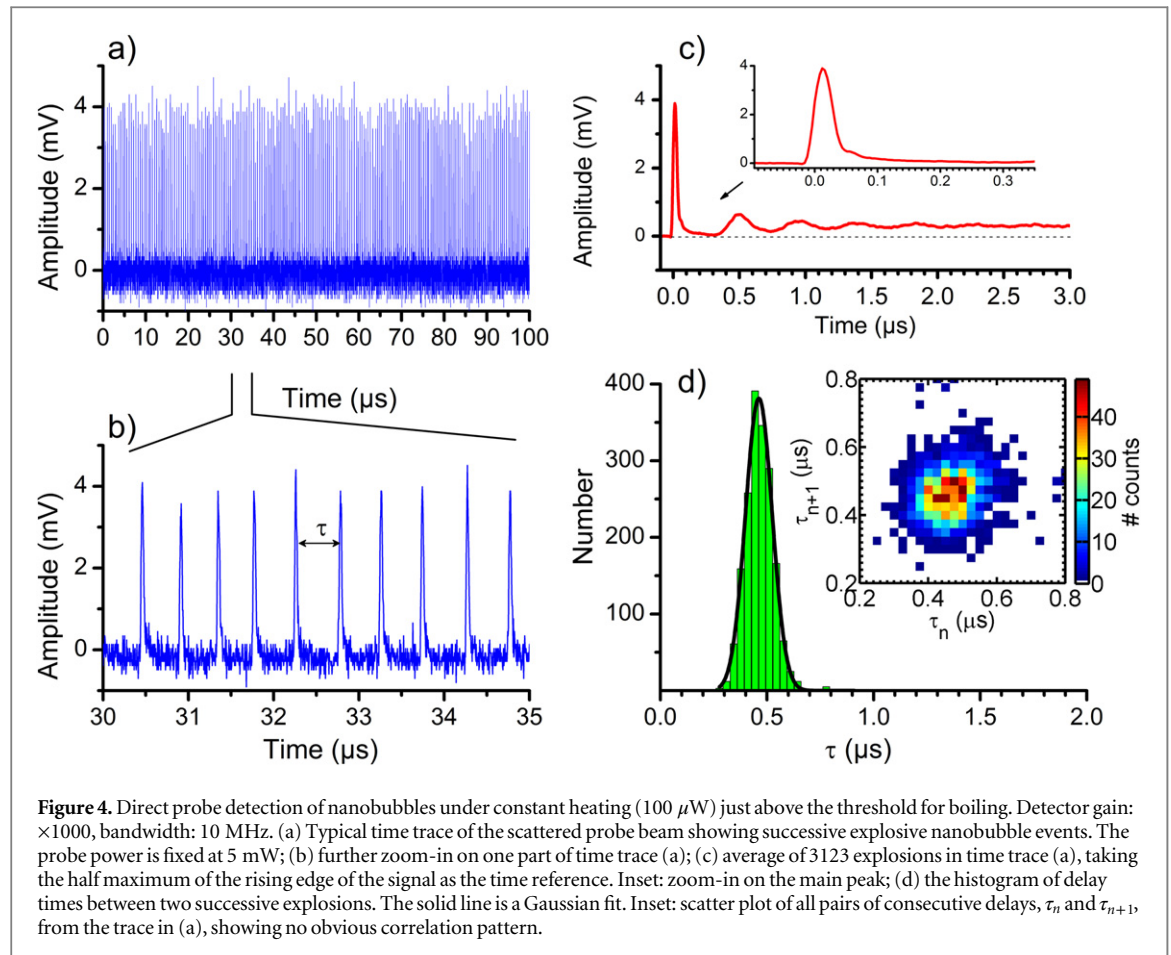 a)
Amplitude (mV)
4
2
0
0 10 20 30 40 50 60 70 80 90 100
Time (µs)
b)
Amplitude (mV)
4
2
0
τ
30 31 32 33 34 35
Time (µs)
c)
Amplitude (mV)
4
2
0
4
2
0
0.0 0.1 0.2 0.3
0.0 0.5 1.0 1.5 2.0 2.5 3.0
Time (µs)
d)
Number
400
300
200
100
0.0 0.5 1.0 1.5 2.0
τ (µs)
τn+1 (µs)
0.8
0.6
0.4
0.2
0.2 0.4 0.6 0.8
τn (µs)
40
30
20
10
0
# counts
Figure 4. Direct probe detection of nanobubbles under constant heating (100 µW) just above the threshold for boiling. Detector gain:
×1000, bandwidth: 10 MHz. (a) Typical time trace of the scattered probe beam showing successive explosive nanobubble events. The
probe power is fixed at 5 mW; (b) further zoom-in on one part of time trace (a); (c) average of 3123 explosions in time trace (a), taking
the half maximum of the rising edge of the signal as the time reference. Inset: zoom-in on the main peak; (d) the histogram of delay
times between two successive explosions. The solid line is a Gaussian fit. Inset: scatter plot of all pairs of consecutive delays, τn and τn+1,
from the trace in (a), showing no obvious correlation pattern.